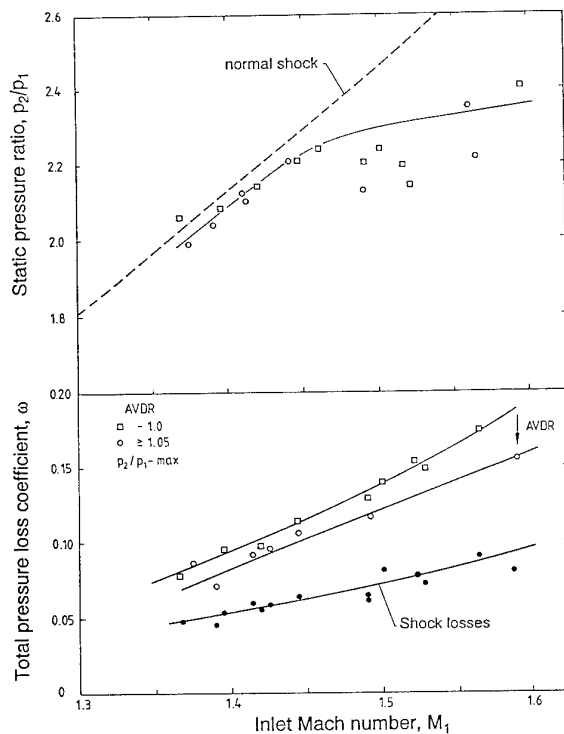 2.6
normal shock
2.4
2.2
2.0
1.8
Static pressure ratio, p2/p1
0.20
AVDR
□ - 1.0
○ ≥ 1.05
p2/p1-max
AVDR
0.15
0.10
0.05
0
Shock losses
Total pressure loss coefficient, ω
1.3 1.4 1.5 1.6
Inlet Mach number, M1